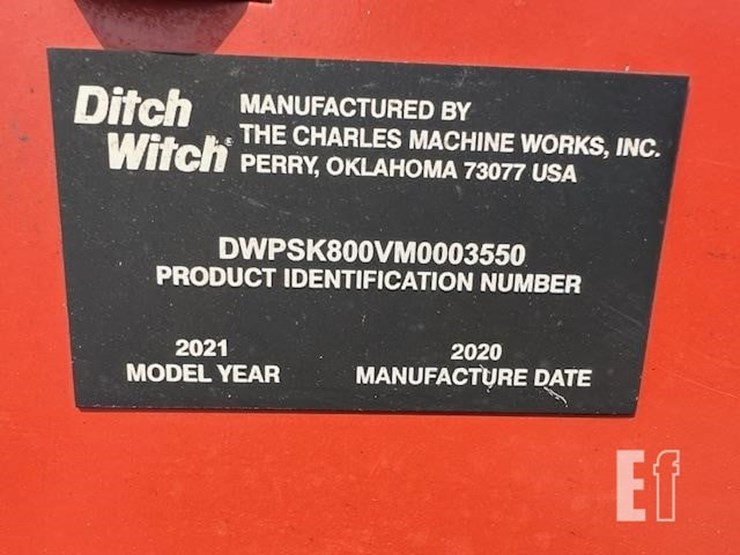 Ditch
Witch®
MANUFACTURED BY
THE CHARLES MACHINE WORKS, INC.
PERRY, OKLAHOMA 73077 USA
DWPSK800VM0003550
PRODUCT IDENTIFICATION NUMBER
2021
MODEL YEAR
2020
MANUFACTURE DATE
Ef